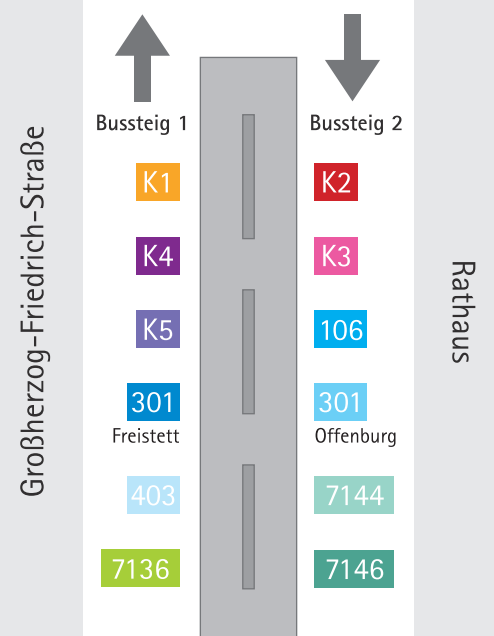 Großherzog-Friedrich-Straße
Bussteig 1
K1
K4
K5
301
Freistett
403
7136
Bussteig 2
K2
K3
106
301
Offenburg
7144
7146
Rathaus